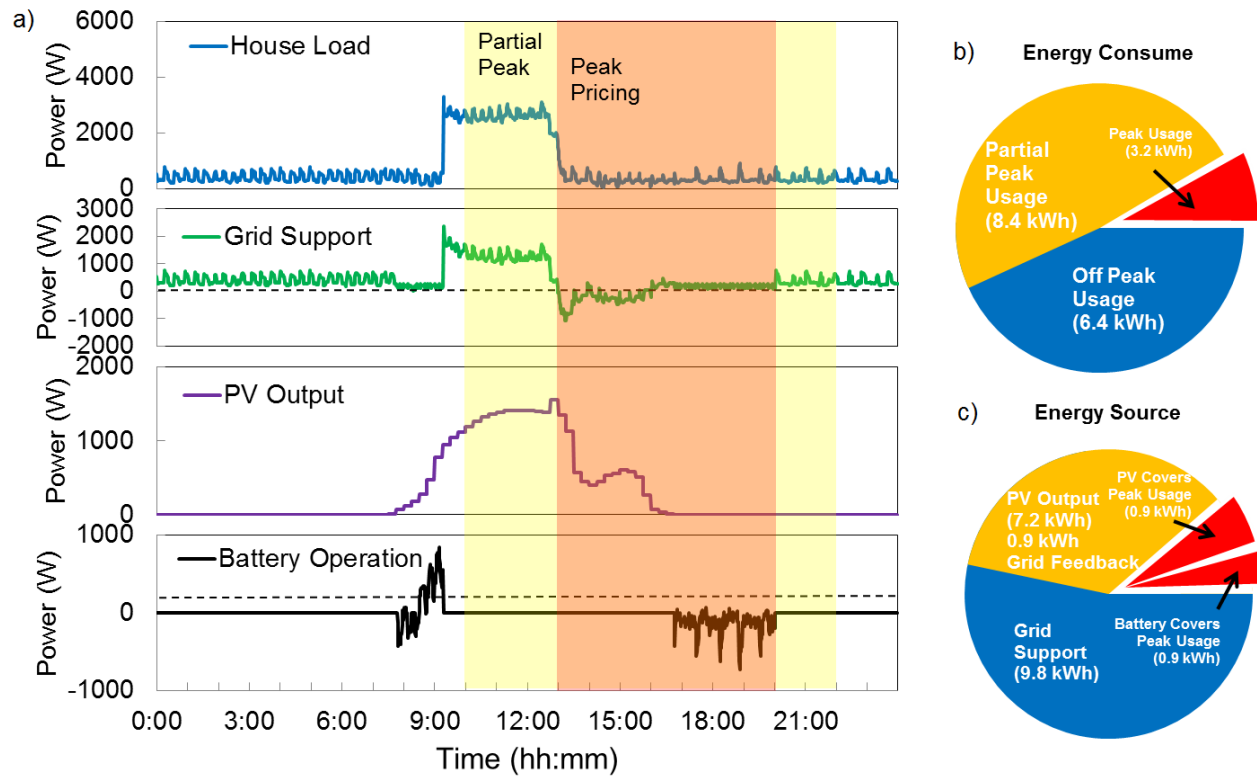 a)
6000
4000
2000
0
Power (W)
House Load
Partial
Peak
Peak
Pricing
3000
2000
1000
0
-1000
-2000
Power (W)
Grid Support
2000
1000
0
Power (W)
PV Output
1000
0
-1000
Power (W)
Battery Operation
0:00 3:00 6:00 9:00 12:00 15:00 18:00 21:00
Time (hh:mm)
b)
Energy Consume
Partial
Peak
Usage
(8.4 kWh)
Peak Usage
(3.2 kWh)
Off Peak
Usage
(6.4 kWh)
c)
Energy Source
PV Output
(7.2 kWh)
0.9 kWh
Grid Feedback
PV Covers
Peak Usage
(0.9 kWh)
Grid
Support
(9.8 kWh)
Battery Covers
Peak Usage
(0.9 kWh)